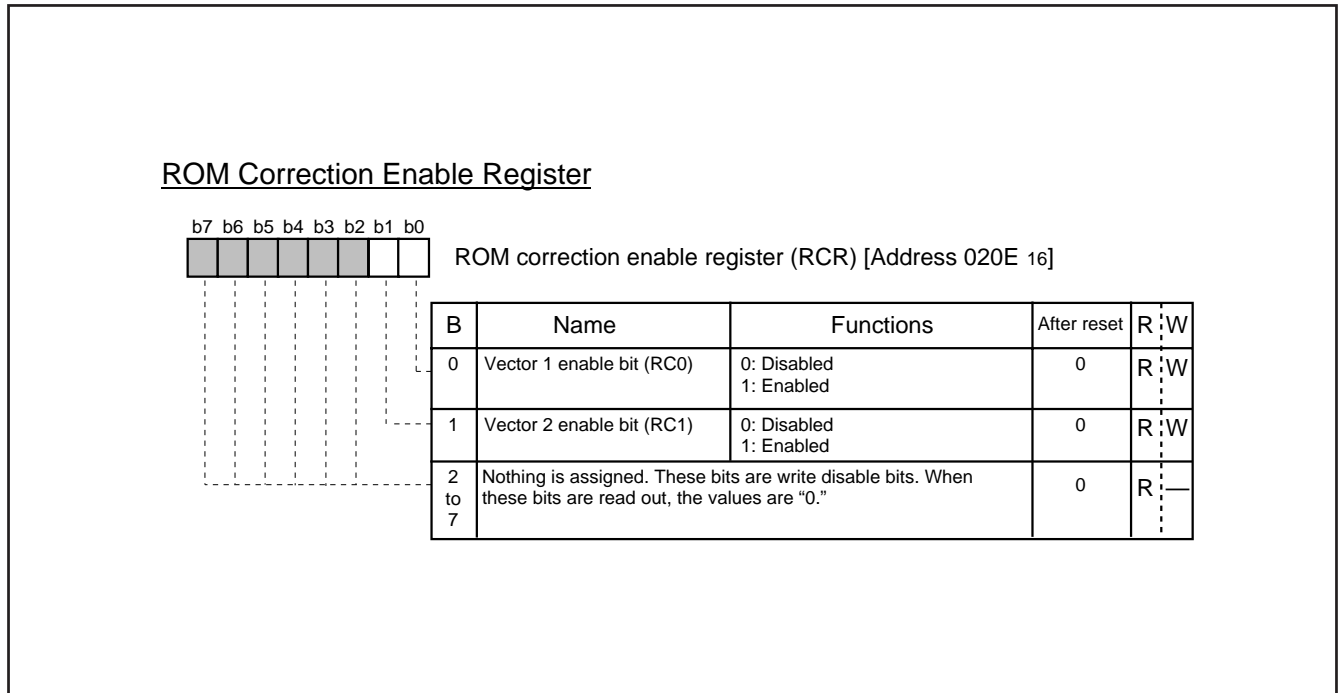 ROM Correction Enable Register
b7 b6 b5 b4 b3 b2 b1 b0
ROM correction enable register (RCR) [Address 020E 16]
B Name Functions After reset R W
0 Vector 1 enable bit (RC0) 0: Disabled 0 R W
1: Enabled
1 Vector 2 enable bit (RC1) 0: Disabled 0 R W
1: Enabled
2 Nothing is assigned. These bits are write disable bits. When 0 R —
to these bits are read out, the values are “0.”
7